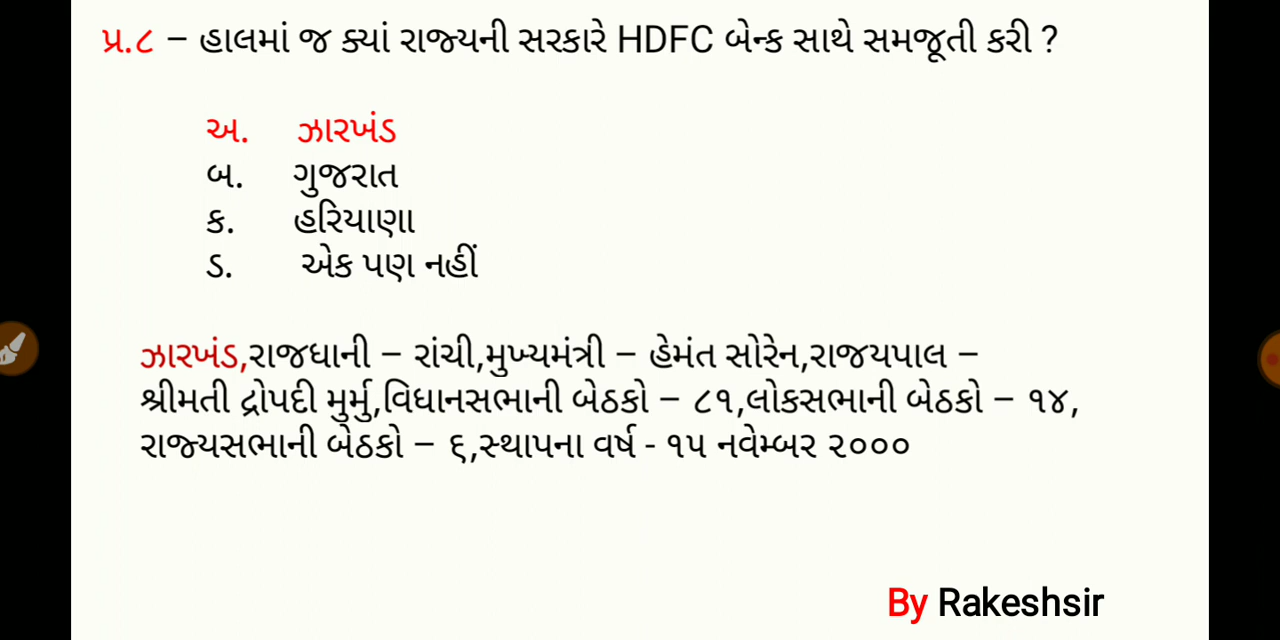 પ્ર.૮ – હાલમાં જ ક્યાં રાજ્યની સરકારે HDFC બેન્ક સાથે સમજૂતી કરી ?
અ. ઝારખંડ
બ. ગુજરાત
ક. હરિયાણા
ડ. એક પણ નહીં
ઝારખંડ,રાજધાની – રાંચી,મુખ્યમંત્રી – હેમંત સોરેન,રાજયપાલ –
શ્રીમતી દ્રોપદી મુર્મુ,વિધાનસભાની બેઠકો – ૮૧,લોકસભાની બેઠકો – ૧૪,
રાજ્યસભાની બેઠકો – ૬,સ્થાપના વર્ષ - ૧૫ નવેમ્બર ૨૦૦૦
By Rakeshsir